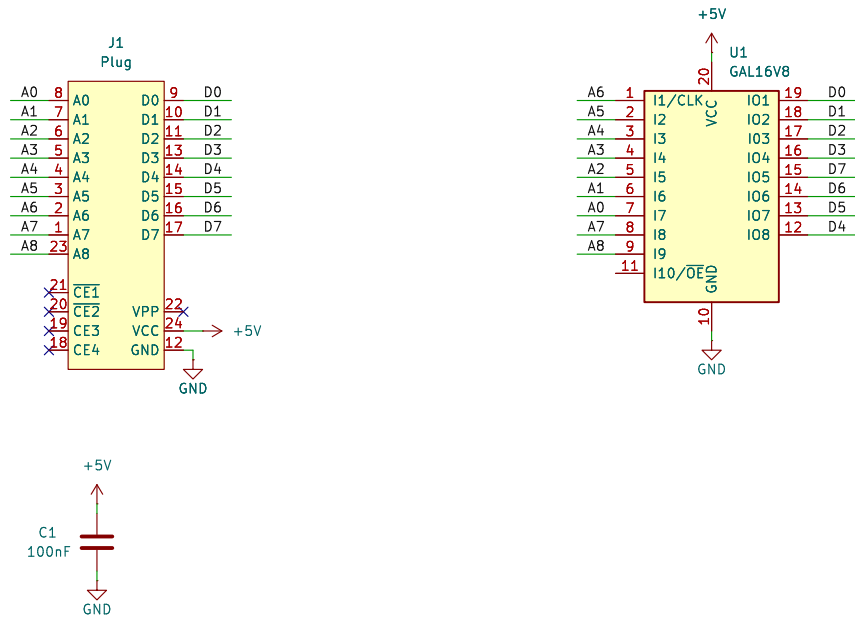 J1
Plug
A0 8 A0 D0 9 D0
A1 7 A1 D1 10 D1
A2 6 A2 D2 11 D2
A3 5 A3 D3 13 D3
A4 4 A4 D4 14 D4
A5 3 A5 D5 15 D5
A6 2 A6 D6 16 D6
A7 1 A7 D7 17 D7
A8 23 A8
21 CE1
20 CE2 VPP 22
19 CE3 VCC 24 +5V
18 CE4 GND 12
GND
+5V
U1
GAL16V8
20
VCC
A6 1 I1/CLK IO1 19 D0
A5 2 I2 IO2 18 D1
A4 3 I3 IO3 17 D2
A3 4 I4 IO4 16 D3
A2 5 I5 IO5 15 D7
A1 6 I6 IO6 14 D6
A0 7 I7 IO7 13 D5
A7 8 I8 IO8 12 D4
A8 9 I9
11 I10/OE
GND
10
GND
+5V
C1
100nF
GND